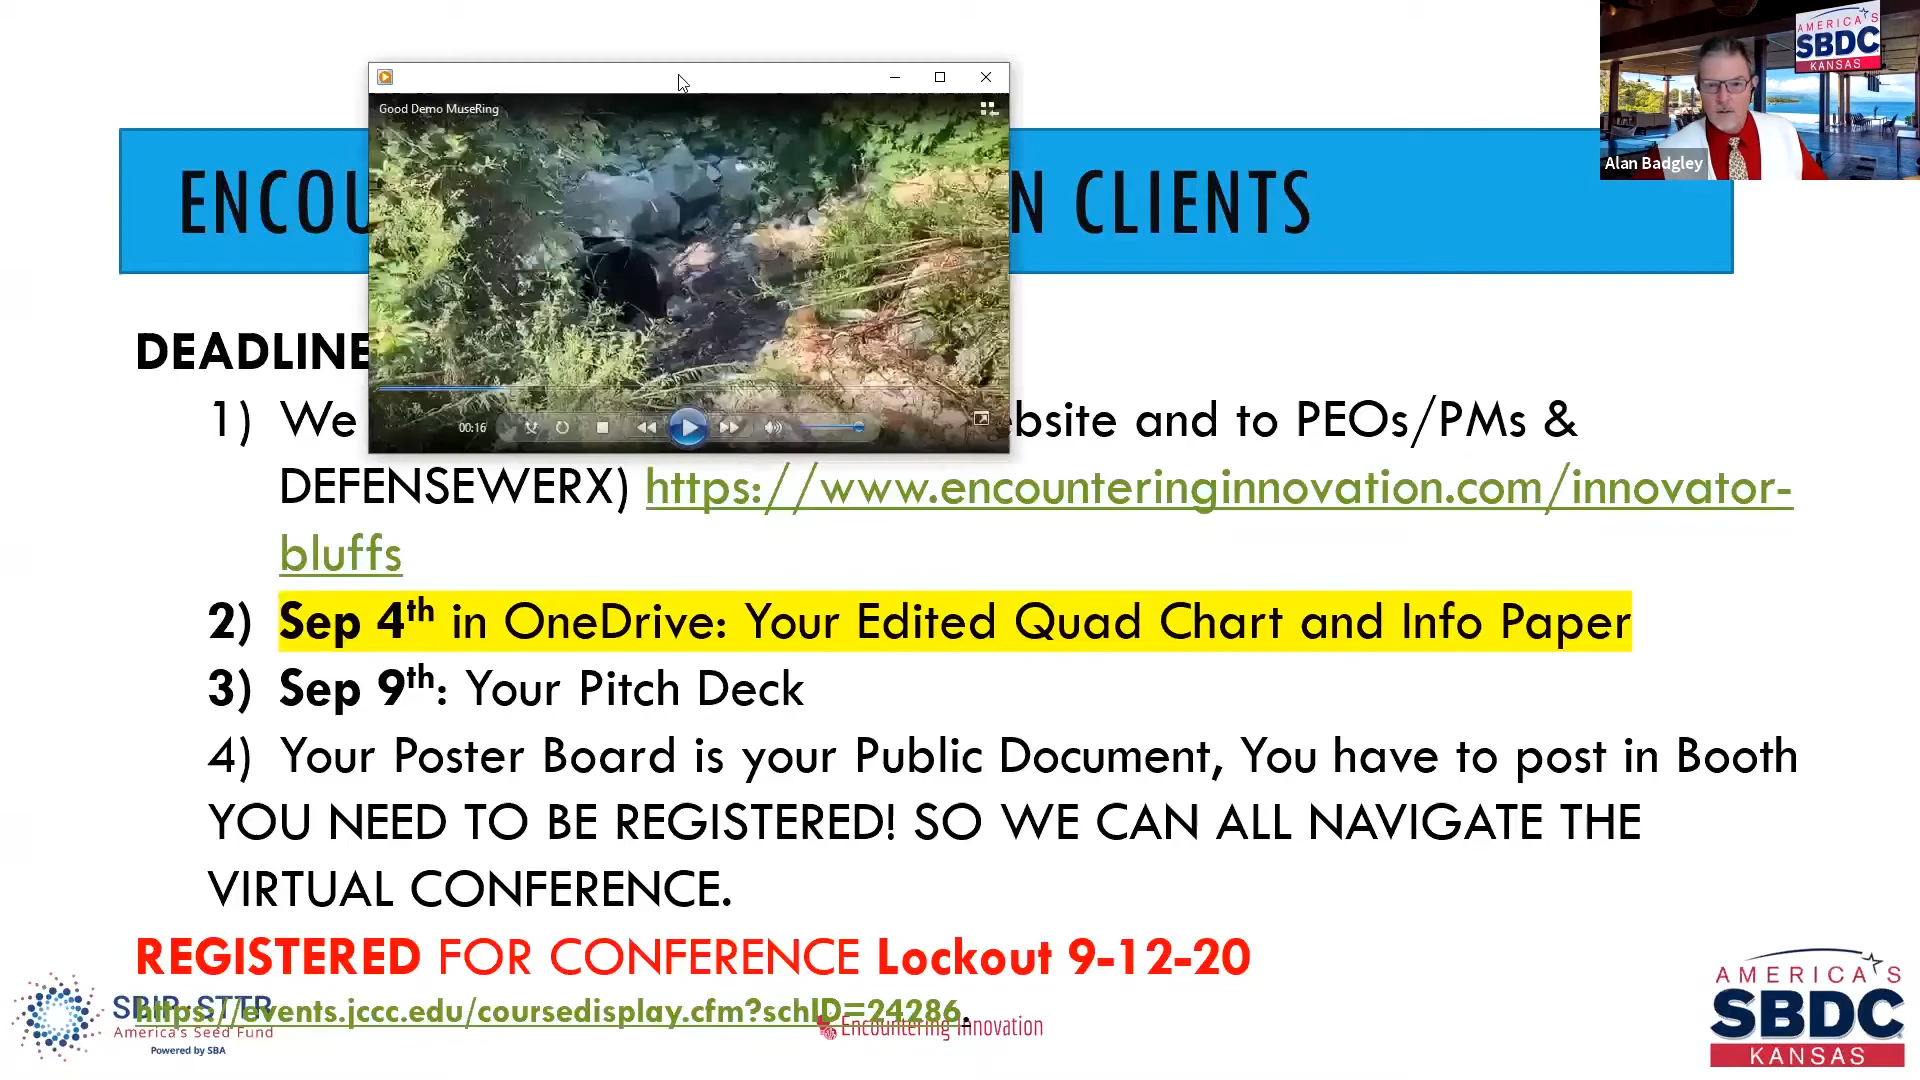 AMERICA'S
SBDC
KANSAS
Alan Badgley
Good Demo MuseRing
ENCOU N CLIENTS
DEADLINE
1) We bsite and to PEOs/PMs &
00:16
DEFENSEWERX) https://www.encounteringinnovation.com/innovator-
bluffs
2) Sep 4th in OneDrive: Your Edited Quad Chart and Info Paper
3) Sep 9th: Your Pitch Deck
4) Your Poster Board is your Public Document, You have to post in Booth
YOU NEED TO BE REGISTERED! SO WE CAN ALL NAVIGATE THE
VIRTUAL CONFERENCE.
REGISTERED FOR CONFERENCE Lockout 9-12-20
SBIR·STTR
https://events.jccc.edu/coursedisplay.cfm?schID=24286.
America's Seed Fund
Powered by SBA
Encountering Innovation
AMERICA'S
SBDC
KANSAS